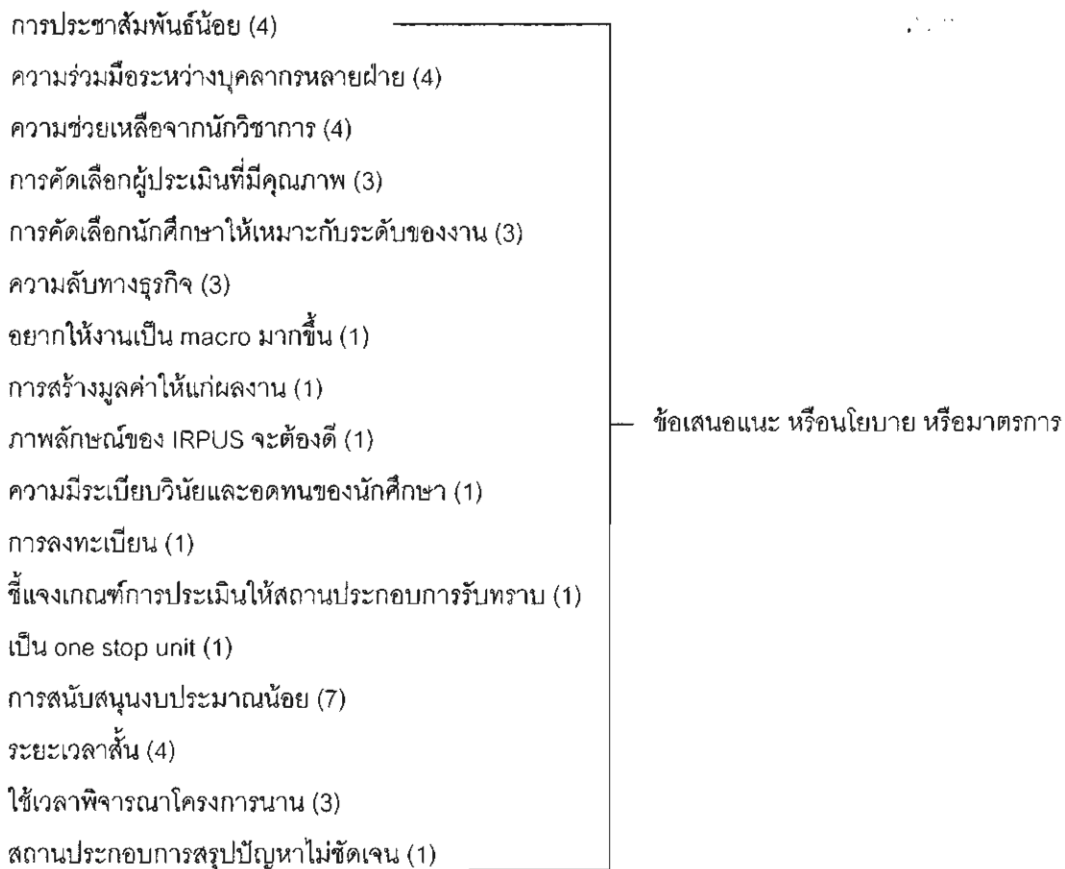 การประชาสัมพันธ์น้อย (4)
ความร่วมมือระหว่างบุคลากรหลายฝ่าย (4)
ความช่วยเหลือจากนักวิชาการ (4)
การคัดเลือกผู้ประเมินที่มีคุณภาพ (3)
การคัดเลือกนักศึกษาให้เหมาะกับระดับของงาน (3)
ความลับทางธุรกิจ (3)
อยากให้งานเป็น macro มากขึ้น (1)
การสร้างมูลค่าให้แก่ผลงาน (1)
ภาพลักษณ์ของ IRPUS จะต้องดี (1)
ความมีระเบียบวินัยและอดทนของนักศึกษา (1)
การลงทะเบียน (1)
ชี้แจงเกณฑ์การประเมินให้สถานประกอบการรับทราบ (1)
เป็น one stop unit (1)
การสนับสนุนงบประมาณน้อย (7)
ระยะเวลาสั้น (4)
ใช้เวลาพิจารณาโครงการนาน (3)
สถานประกอบการสรุปปัญหาไม่ชัดเจน (1)
ข้อเสนอแนะ หรือนโยบาย หรือมาตรการ